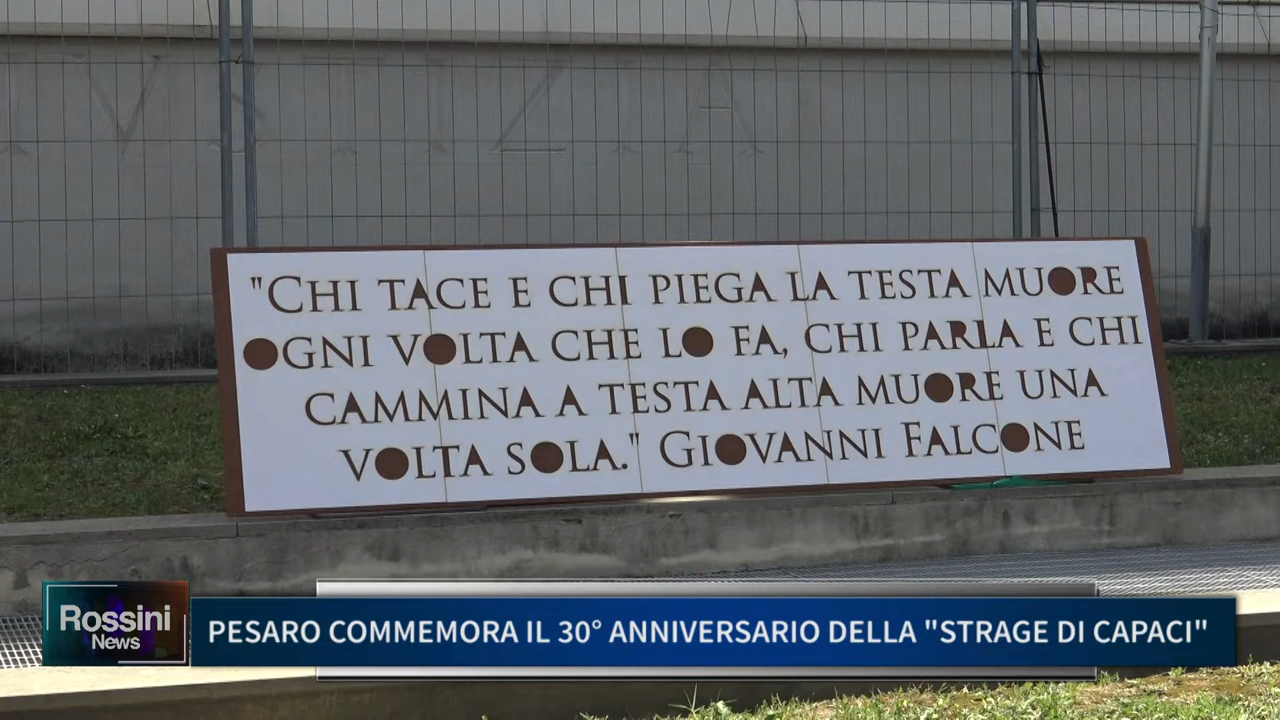 "CHI TACE E CHI PIEGA LA TESTA MUORE
OGNI VOLTA CHE LO FA, CHI PARLA E CHI
CAMMINA A TESTA ALTA MUORE UNA
VOLTA SOLA." GIOVANNI FALCONE
Rossini
News
PESARO COMMEMORA IL 30° ANNIVERSARIO DELLA "STRAGE DI CAPACI"